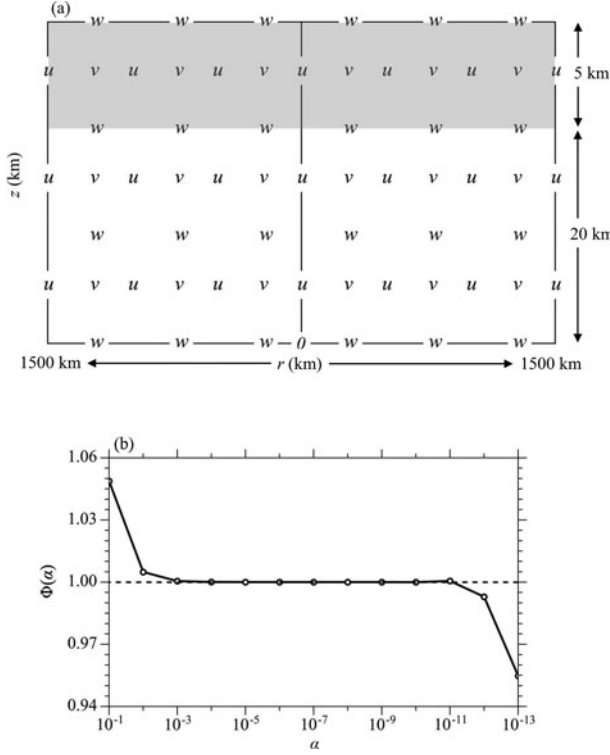 (a)
w w w w w w
u v u v u v u v u v u v u
5 km
w w w w w w
u v u v u v u v u v u v u
z (km)
w w w w w w
20 km
u v u v u v u v u v u v u
w w w 0 w w w
1500 km r (km) 1500 km
(b)
1.06
1.03
1.00
0.97
0.94
Φ(α)
10⁻¹ 10⁻³ 10⁻⁵ 10⁻⁷ 10⁻⁹ 10⁻¹¹ 10⁻¹³
α